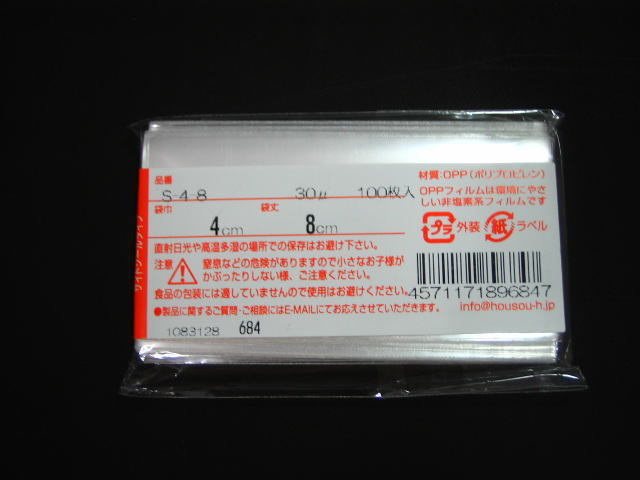 品番 材質：OPP（ポリプロピレン）
S-4-8 30μ 100枚入
OPPフィルムは環境にやさしい非塩素系フィルムです
袋巾 4cm 袋丈 8cm
プラ 外装 紙 ラベル
直射日光や高温多湿の場所での保存はお避け下さい。
注意 窒息などの危険がありますので小さなお子様が
かぶったりしない様、ご注意ください。
食品の包装には適していませんので使用はお避けください。
4571171896847
●製品に関するご質問・ご相談にはE-MAILにてお応えさせていただきます。
info@housou-h.jp
1083128 684
サイドシールタイプ